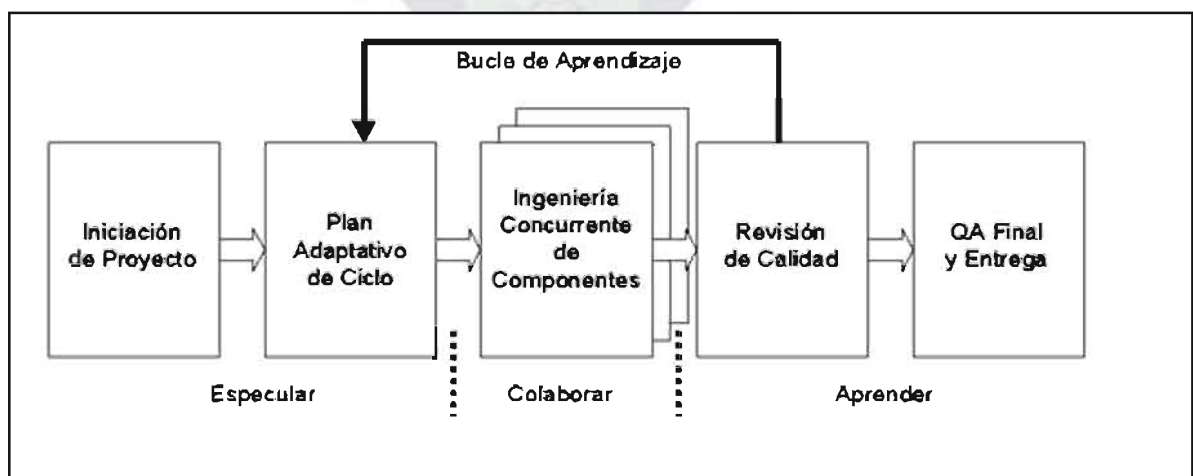 Bucle de Aprendizaje
Iniciación
de Proyecto
Plan
Adaptativo
de Ciclo
Ingeniería
Concurrente
de
Componentes
Revisión
de Calidad
QA Final
y Entrega
Especular
Colaborar
Aprender